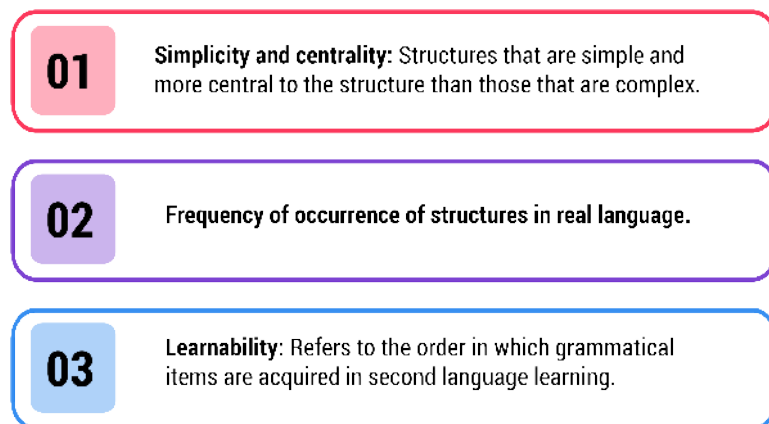 01
Simplicity and centrality: Structures that are simple and
more central to the structure than those that are complex.
02
Frequency of occurrence of structures in real language.
03
Learnability: Refers to the order in which grammatical
items are acquired in second language learning.